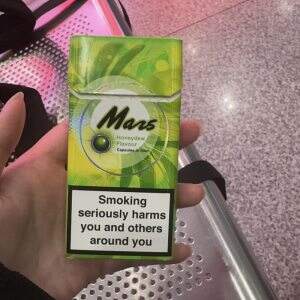 Mars
Honeydew
Flavour
Smoking
seriously harms
you and others
around you